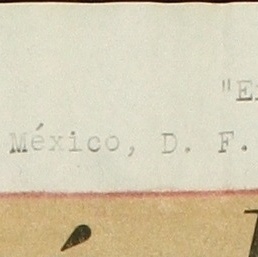 México, D. F.